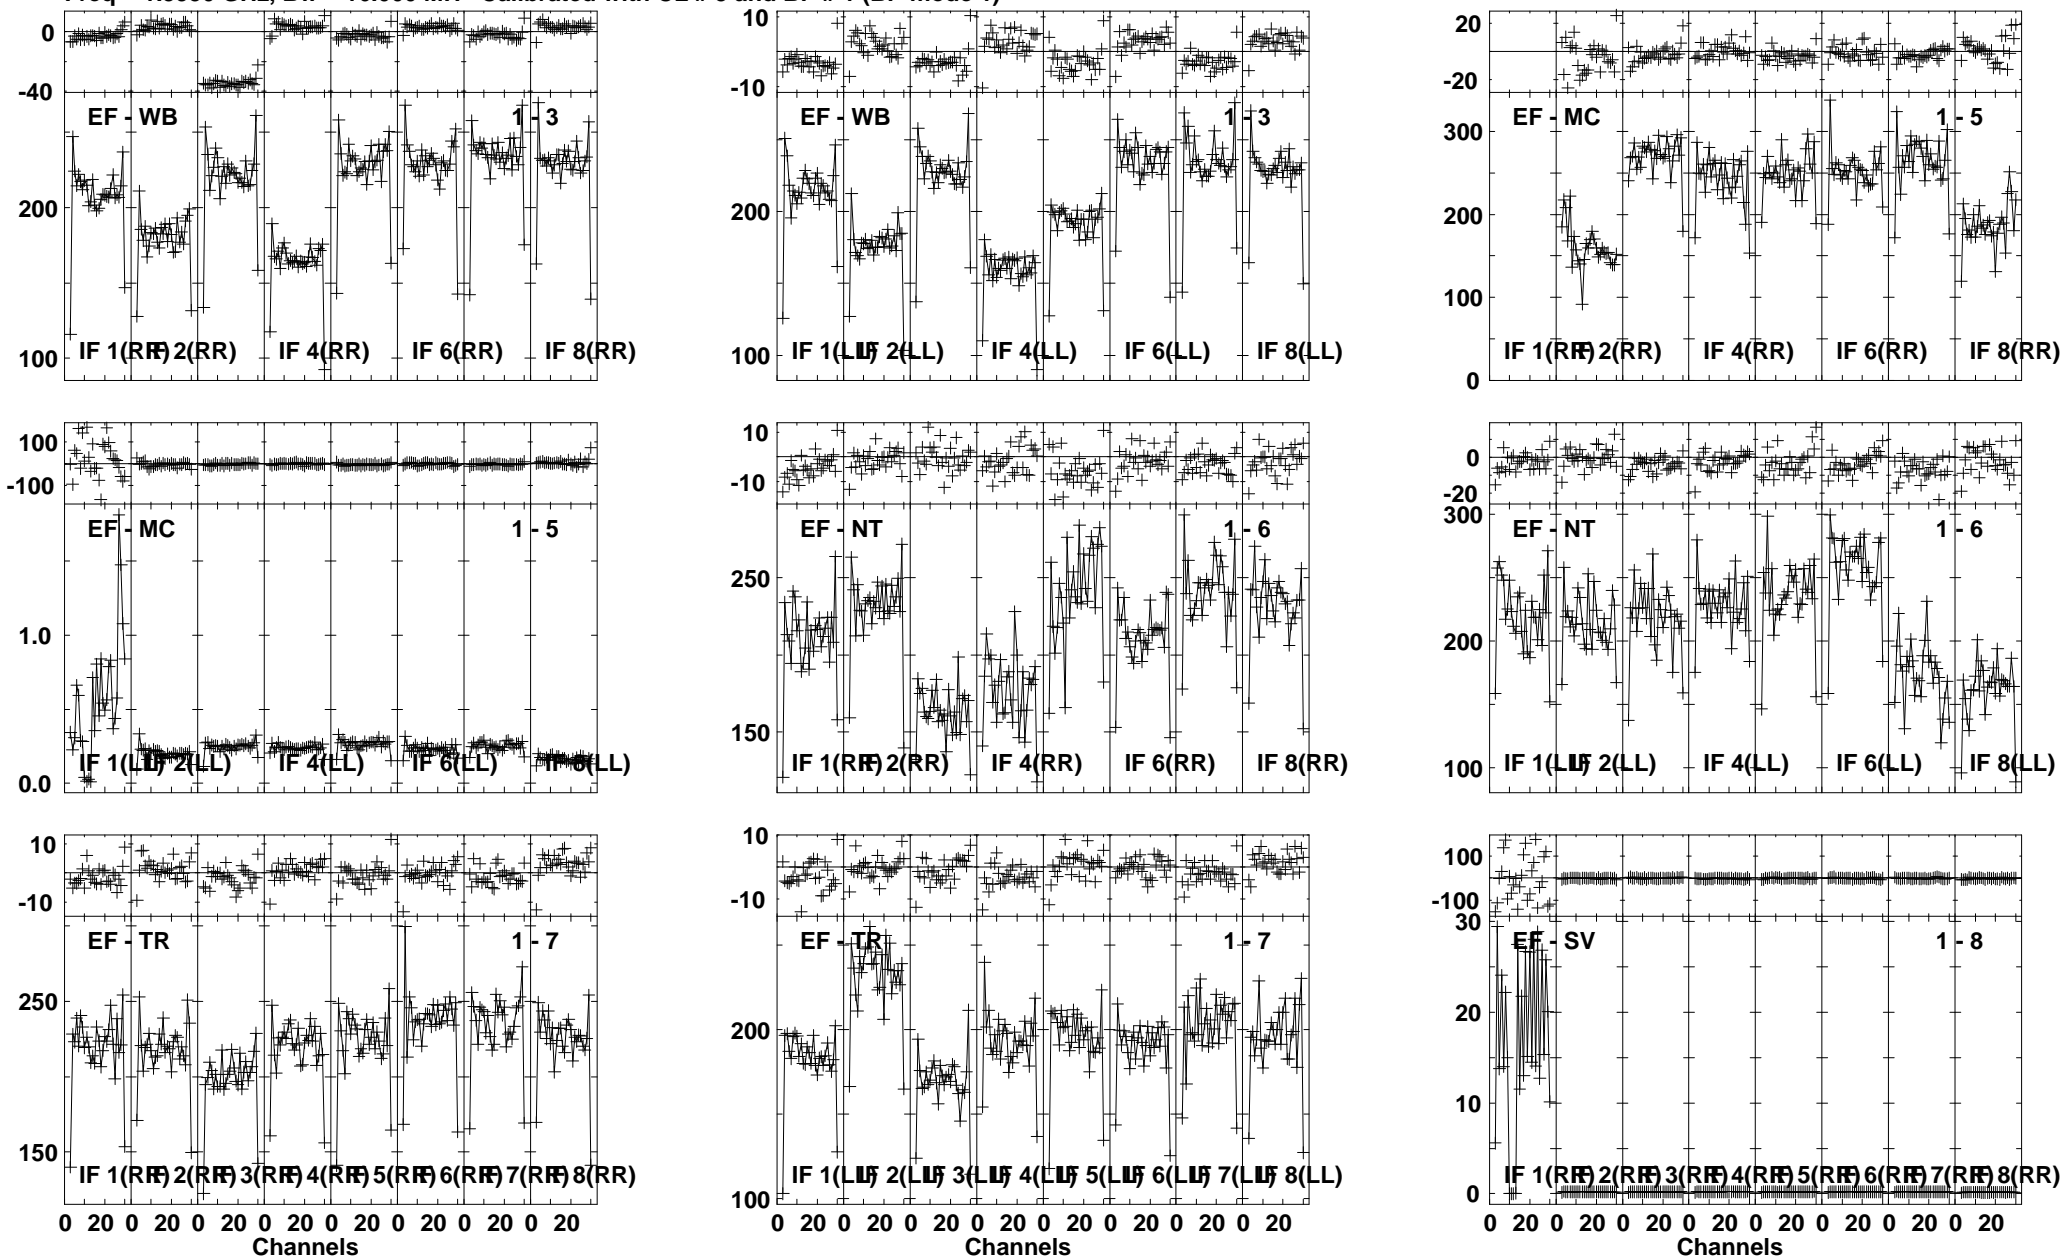 0
-40
EF - WB
1 - 3
200
100
IF 1(RR)
IF 2(RR)
IF 4(RR)
IF 6(RR)
IF 8(RR)
10
-10
EF - WB
1 - 3
200
100
IF 1(LL)
IF 2(LL)
IF 4(LL)
IF 6(LL)
IF 8(LL)
20
-20
EF - MC
1 - 5
300
200
100
0
IF 1(RR)
IF 2(RR)
IF 4(RR)
IF 6(RR)
IF 8(RR)
100
-100
EF - MC
1 - 5
1.0
0.0
IF 1(LL)
IF 2(LL)
IF 4(LL)
IF 6(LL)
IF 8(LL)
10
-10
EF - NT
1 - 6
250
150
IF 1(RR)
IF 2(RR)
IF 4(RR)
IF 6(RR)
IF 8(RR)
0
-20
EF - NT
1 - 6
300
200
100
IF 1(LL)
IF 2(LL)
IF 4(LL)
IF 6(LL)
IF 8(LL)
10
-10
EF - TR
1 - 7
250
150
IF 1(RR)
IF 2(RR)
IF 3(RR)
IF 4(RR)
IF 5(RR)
IF 6(RR)
IF 7(RR)
IF 8(RR)
0 20 0 20 0 20 0 20 0 20 0 20 0 20 0 20
Channels
10
-10
EF - TR
1 - 7
200
100
IF 1(LL)
IF 2(LL)
IF 3(LL)
IF 4(LL)
IF 5(LL)
IF 6(LL)
IF 7(LL)
IF 8(LL)
0 20 0 20 0 20 0 20 0 20 0 20 0 20 0 20
Channels
100
-100
EF - SV
1 - 8
30
20
10
0
IF 1(RR)
IF 2(RR)
IF 3(RR)
IF 4(RR)
IF 5(RR)
IF 6(RR)
IF 7(RR)
IF 8(RR)
0 20 0 20 0 20 0 20 0 20 0 20 0 20 0 20
Channels